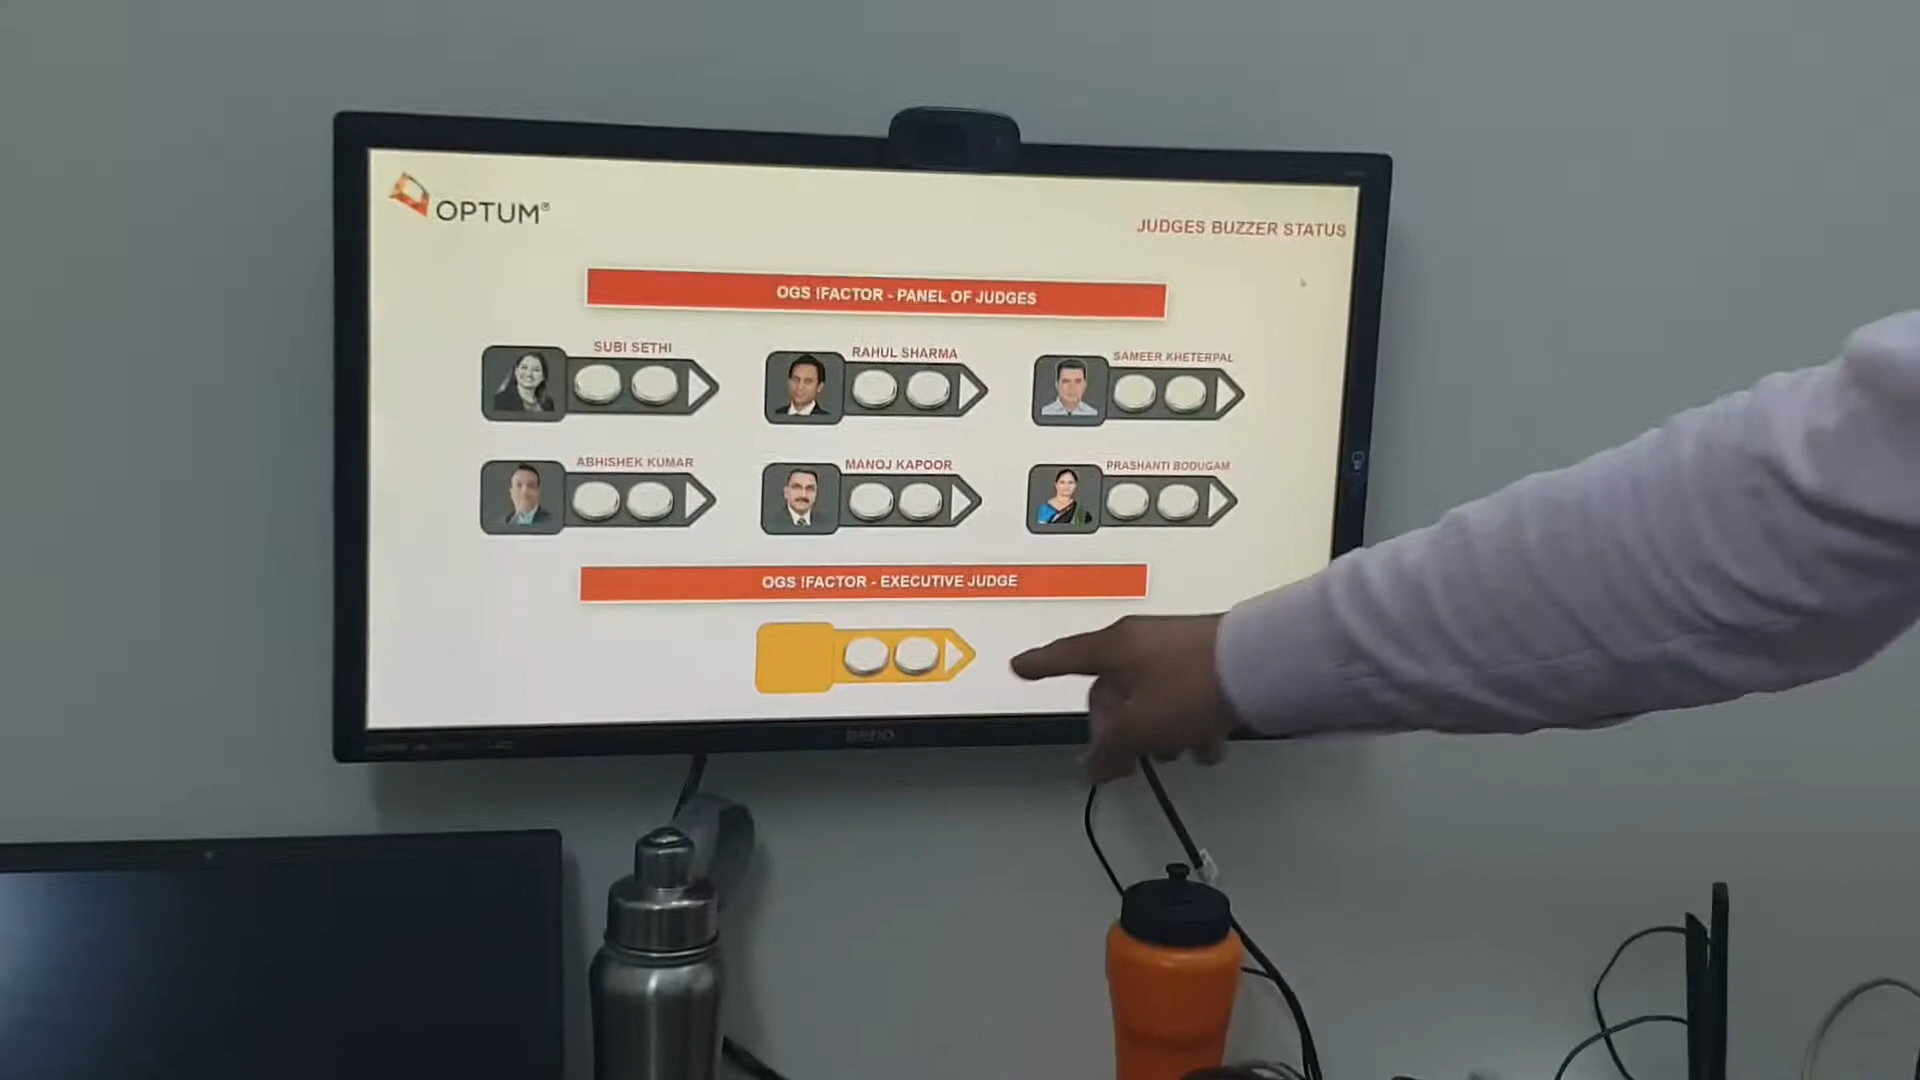 OPTUM®
JUDGES BUZZER STATUS
OGS !FACTOR - PANEL OF JUDGES
SUBI SETHI
RAHUL SHARMA
SAMEER KHETERPAL
ABHISHEK KUMAR
MANOJ KAPOOR
PRASHANTI BODUGAM
OGS !FACTOR - EXECUTIVE JUDGE
BenQ